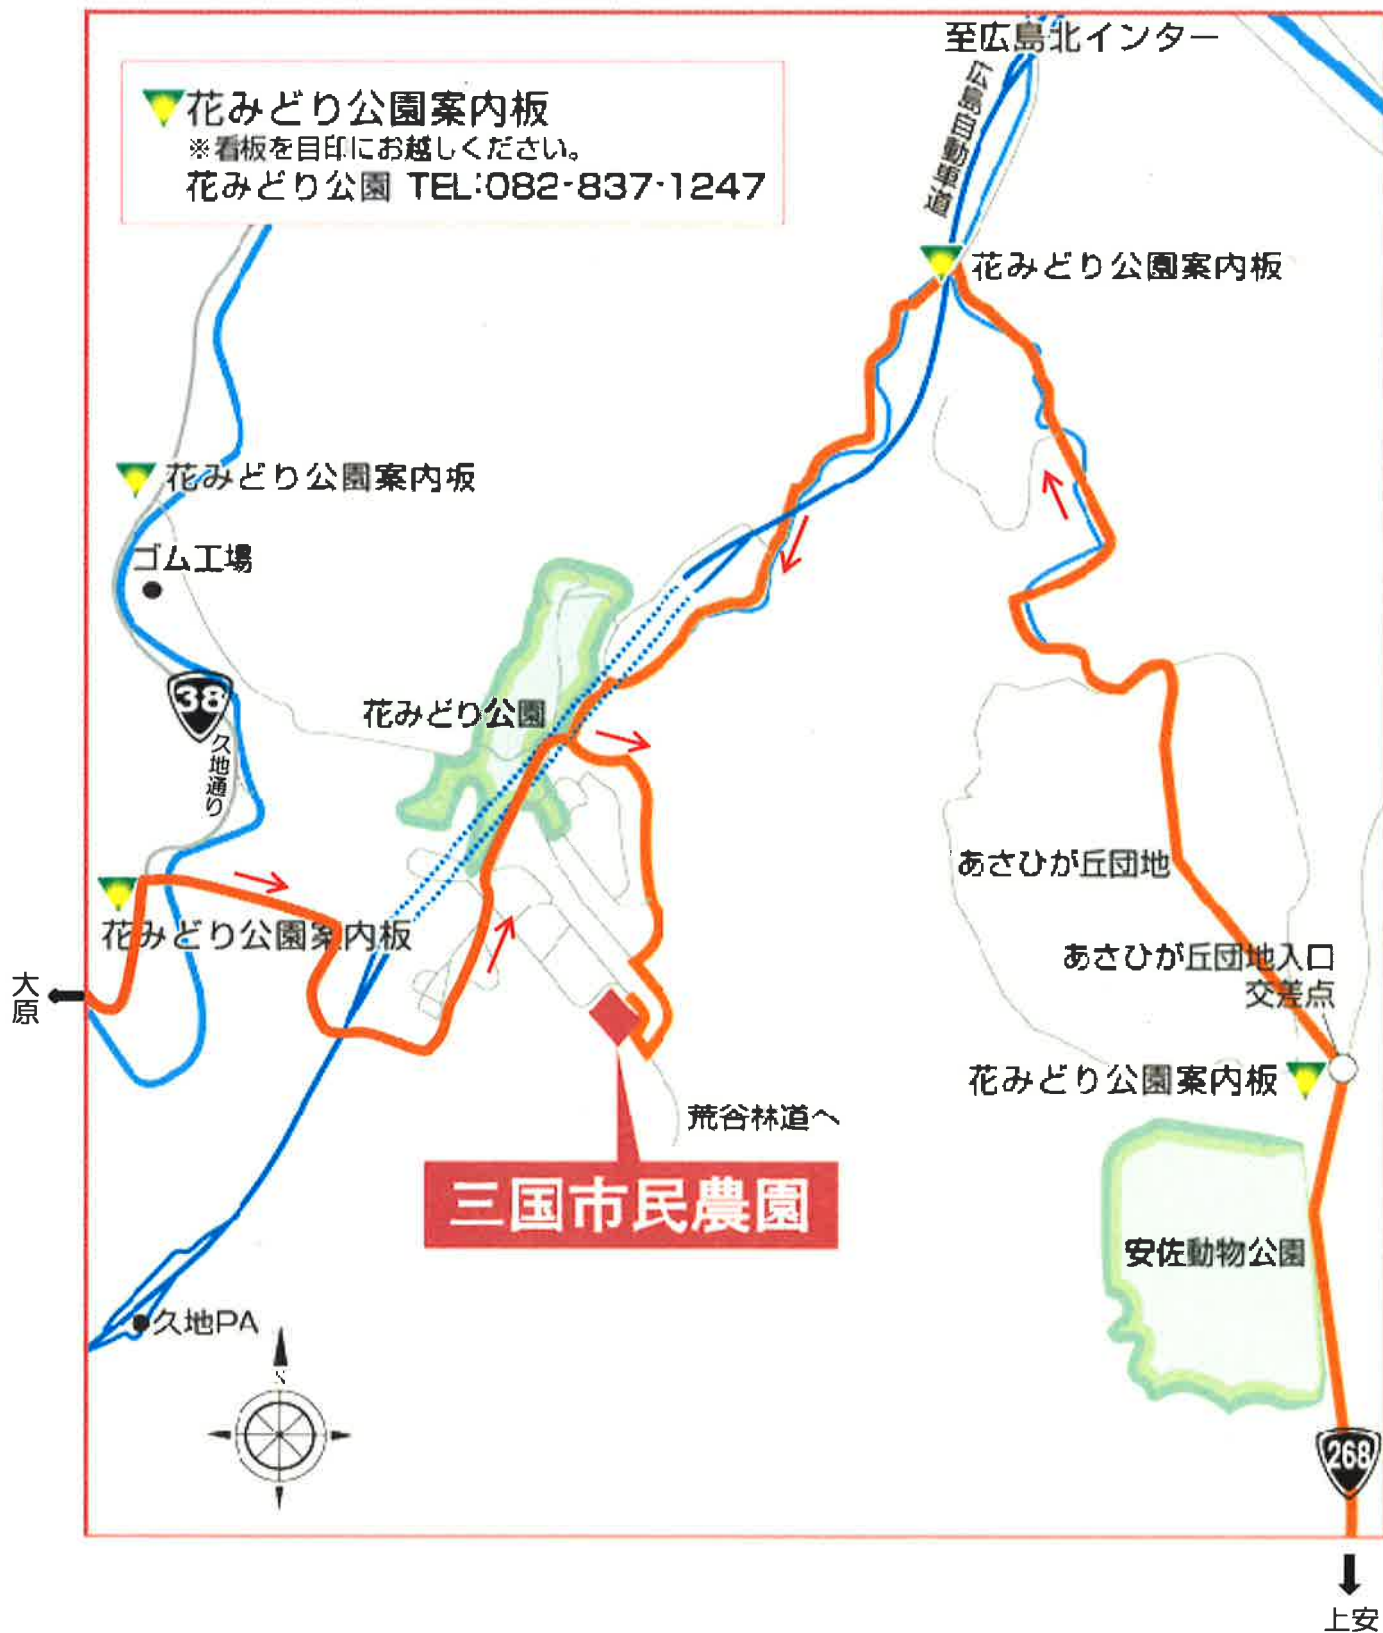 至広島北インター
広島自動車道
花みどり公園案内板
※看板を目印にお越しください。
花みどり公園 TEL:082-837-1247
花みどり公園案内板
花みどり公園案内坂
ゴム工場
38
久地通り
花みどり公園
あさひが丘団地
花みどり公園案内板
大原
あさひが丘団地入口
交差点
花みどり公園案内板
荒谷林道へ
三国市民農園
安佐動物公園
久地PA
N
268
上安